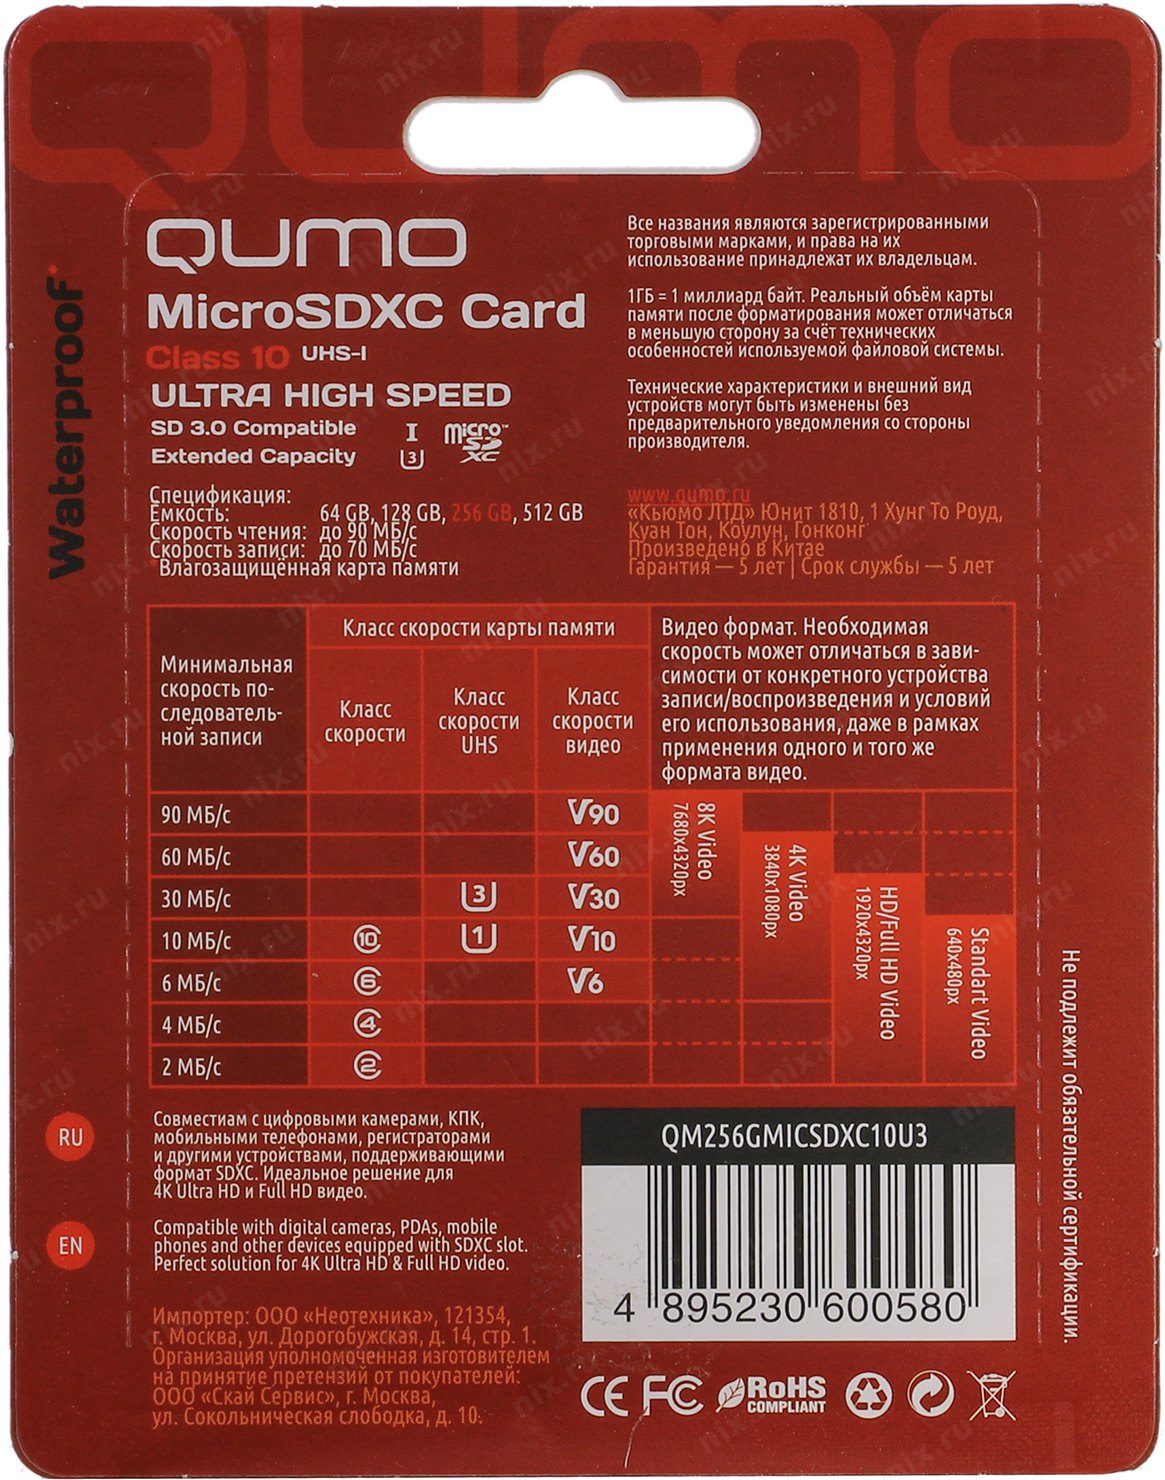 QUMO
Waterproof
QUMO
MicroSDXC Card
Class 10 UHS-I
ULTRA HIGH SPEED
SD 3.0 Compatible
Extended Capacity
I
3
micro
SD
XC
Спецификация:
Ёмкость: 64 GB, 128 GB, 256 GB, 512 GB
Скорость чтения: до 90 МБ/с
Скорость записи: до 70 МБ/с
Влагозащищённая карта памяти
Все названия являются зарегистрированными
торговыми марками, и права на их
использование принадлежат их владельцам.
1ГБ = 1 миллиард байт. Реальный объём карты
памяти после форматирования может отличаться
в меньшую сторону за счёт технических
особенностей используемой файловой системы.
Технические характеристики и внешний вид
устройств могут быть изменены без
предварительного уведомления со стороны
производителя.
www.qumo.ru
«Кьюмо ЛТД» Юнит 1810, 1 Хунг То Роуд,
Куан Тон, Коулун, Гонконг
Произведено в Китае
Гарантия — 5 лет | Срок службы — 5 лет
Минимальная
скорость по-
следователь-
ной записи
Класс скорости карты памяти
Класс
скорости
Класс
скорости
UHS
Класс
скорости
видео
Видео формат. Необходимая
скорость может отличаться в зави-
симости от конкретного устройства
записи/воспроизведения и условий
его использования, даже в рамках
применения одного и того же
формата видео.
90 МБ/с V90
60 МБ/с V60
30 МБ/с 3 V30
10 МБ/с 10 1 V10
6 МБ/с 6 V6
4 МБ/с 4
2 МБ/с 2
8K Video
7680x4320px
4K Video
3840x1080px
HD/Full HD Video
1920x4320px
Standart Video
640x480px
Не подлежит обязательной сертификации.
RU
Совместиам с цифровыми камерами, КПК,
мобильными телефонами, регистраторами
и другими устройствами, поддерживающими
формат SDXC. Идеальное решение для
4K Ultra HD и Full HD видео.
EN
Compatible with digital cameras, PDAs, mobile
phones and other devices equipped with SDXC slot.
Perfect solution for 4K Ultra HD & Full HD video.
Импортер: ООО «Неотехника», 121354,
г. Москва, ул. Дорогобужская, д. 14, стр. 1.
Организация уполномоченная изготовителем
на принятие претензий от покупателей:
ООО «Скай Сервис», г. Москва,
ул. Сокольническая слободка, д. 10.
QM256GMICSDXC10U3
4 895230 600580
CE FC RoHS
COMPLIANT
nix.ru